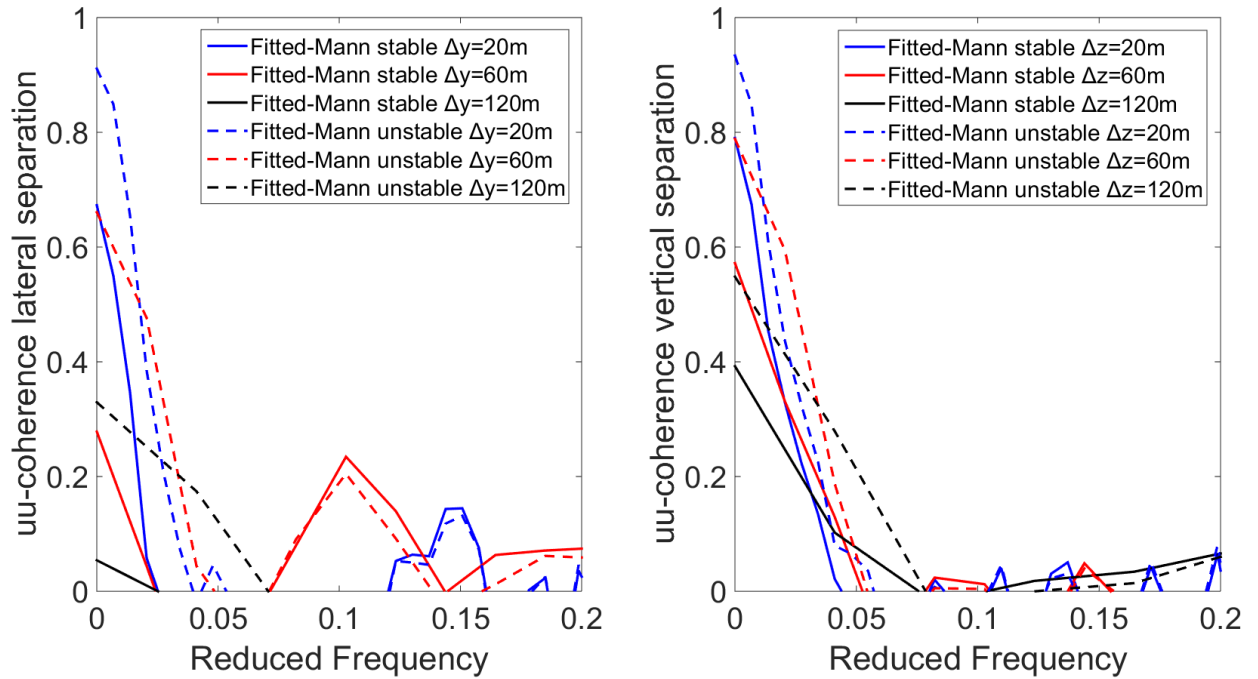 uu-coherence lateral separation
1
0.8
0.6
0.4
0.2
0
Fitted-Mann stable Δy=20m
Fitted-Mann stable Δy=60m
Fitted-Mann stable Δy=120m
Fitted-Mann unstable Δy=20m
Fitted-Mann unstable Δy=60m
Fitted-Mann unstable Δy=120m
0 0.05 0.1 0.15 0.2
Reduced Frequency
uu-coherence vertical separation
1
0.8
0.6
0.4
0.2
0
Fitted-Mann stable Δz=20m
Fitted-Mann stable Δz=60m
Fitted-Mann stable Δz=120m
Fitted-Mann unstable Δz=20m
Fitted-Mann unstable Δz=60m
Fitted-Mann unstable Δz=120m
0 0.05 0.1 0.15 0.2
Reduced Frequency